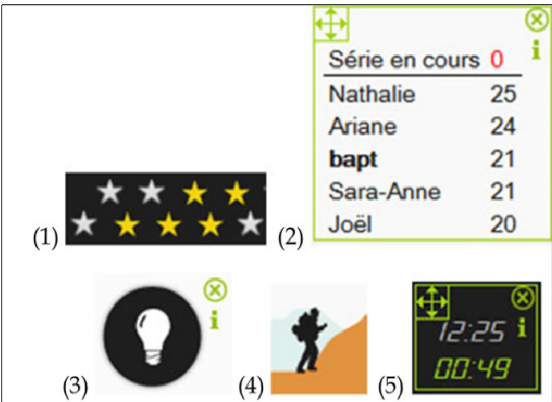 Série en cours 0
Nathalie 25
Ariane 24
bapt 21
Sara-Anne 21
Joël 20
(1)
(2)
i
i
(3)
(4)
(5)
12:25 i
00:49